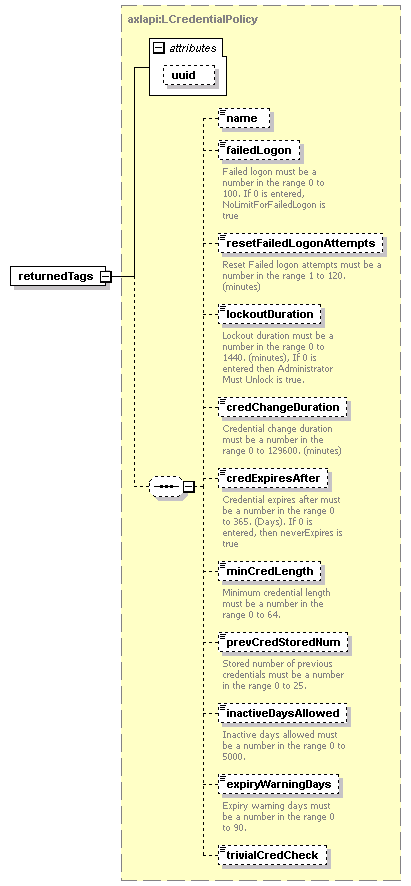 axlapi:LCredentialPolicy
attributes
uuid
name
failedLogon
Failed logon must be a
number in the range 0 to
100. If 0 is entered,
NoLimitForFailedLogon is
true
resetFailedLogonAttempts
Reset Failed logon attempts must be a
number in the range 1 to 120.
(minutes)
returnedTags
lockoutDuration
Lockout duration must be a
number in the range 0 to
1440. (minutes), If 0 is
entered then Administrator
Must Unlock is true.
credChangeDuration
Credential change duration
must be a number in the
range 0 to 129600. (minutes)
credExpiresAfter
Credential expires after must
be a number in the range 0
to 365. (Days). If 0 is
entered, then neverExpires is
true
minCredLength
Minimum credential length
must be a number in the
range 0 to 64.
prevCredStoredNum
Stored number of previous
credentials must be a number
in the range 0 to 25.
inactiveDaysAllowed
Inactive days allowed must
be a number in the range 0 to
5000.
expiryWarningDays
Expiry warning days must
be a number in the range 0
to 90.
trivialCredCheck